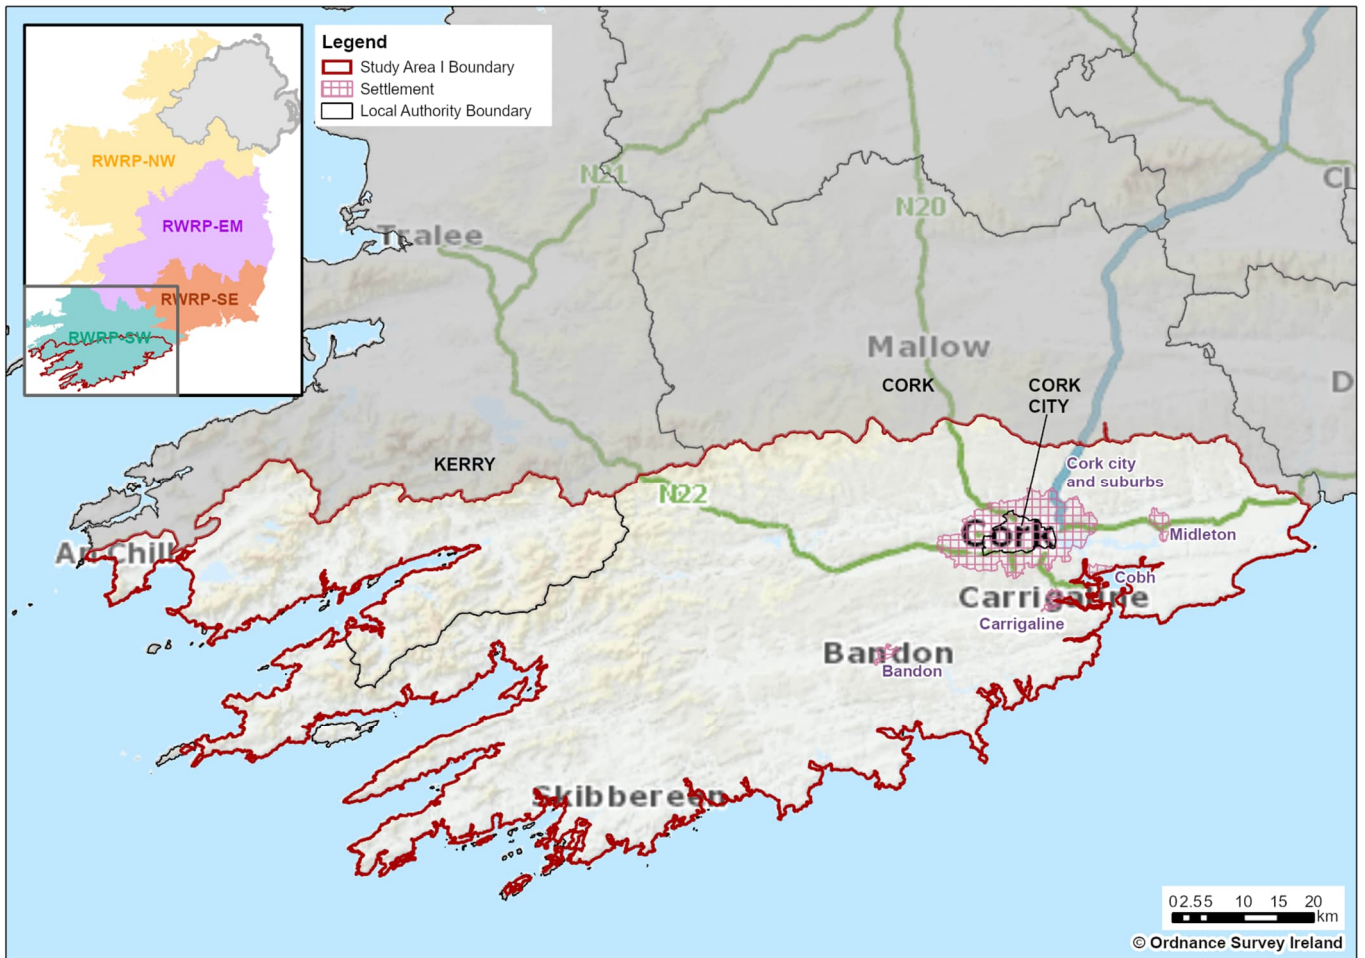 RWRP-NW
RWRP-EM
RWRP-SE
RWRP-SW
Legend
Study Area I Boundary
Settlement
Local Authority Boundary
N21
N20
Tralee
Mallow
CORK
CORK
CITY
KERRY
Cork city
and suburbs
N22
Cork
Midleton
An Chill
Cobh
Carrigaline
Carrigaline
Bandon
Bandon
Skibbereen
0 2.5 5 10 15 20
km
© Ordnance Survey Ireland